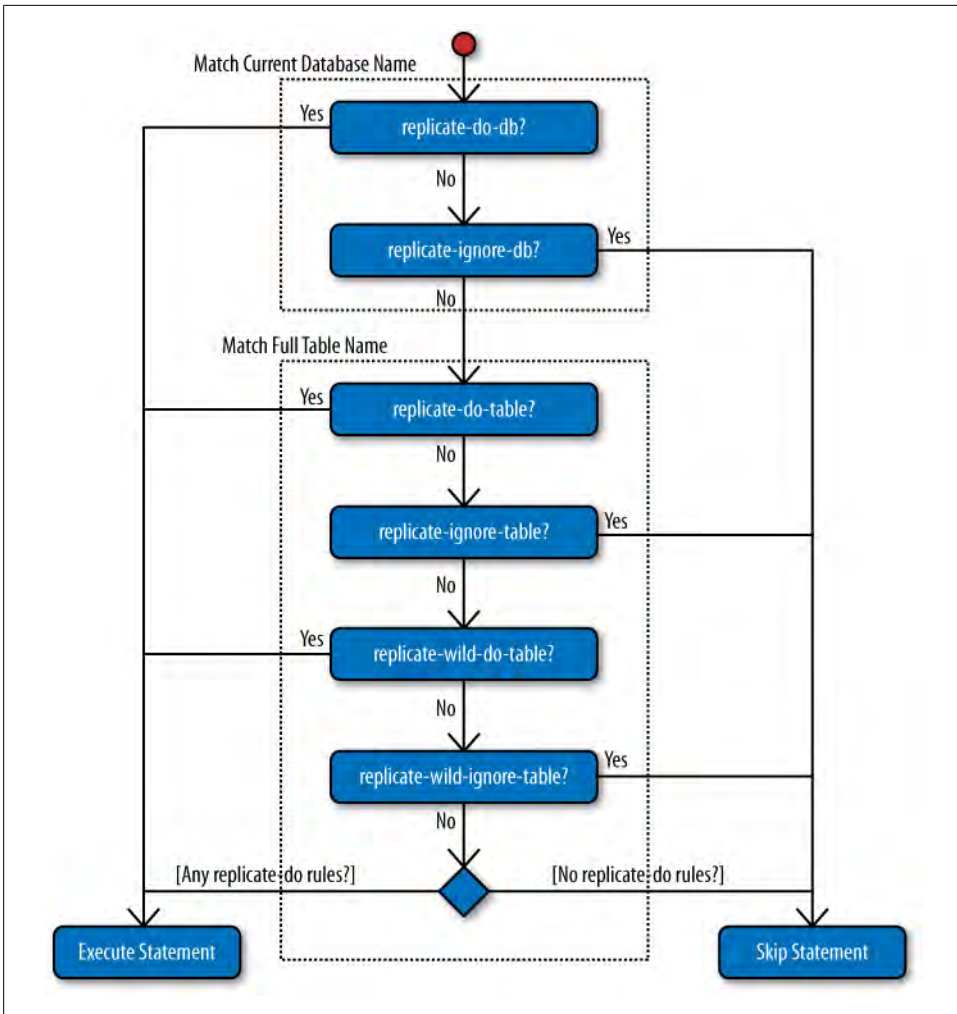 Match Current Database Name
Yes
replicate-do-db?
No
replicate-ignore-db?
Yes
No
Match Full Table Name
Yes
replicate-do-table?
No
replicate-ignore-table?
Yes
No
Yes
replicate-wild-do-table?
No
replicate-wild-ignore-table?
Yes
No
[Any replicate-do rules?]
[No replicate-do rules?]
Execute Statement
Skip Statement